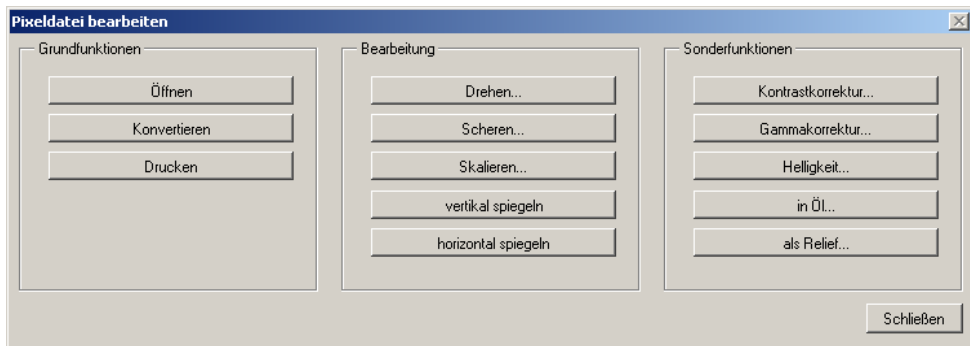 Pixeldatei bearbeiten
Grundfunktionen
Öffnen
Konvertieren
Drucken
Bearbeitung
Drehen...
Scheren...
Skalieren...
vertikal spiegeln
horizontal spiegeln
Sonderfunktionen
Kontrastkorrektur...
Gammakorrektur...
Helligkeit...
in Öl...
als Relief...
Schließen